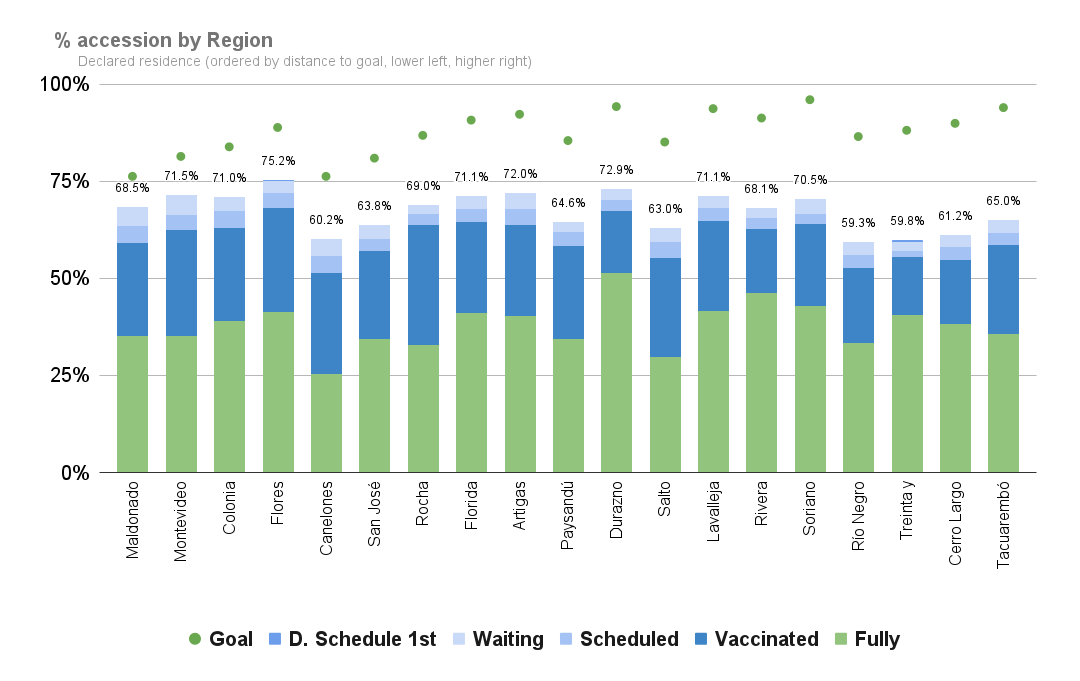 % accession by Region
Declared residence (ordered by distance to goal, lower left, higher right)
100%
75%
50%
25%
0%
68.5%
71.5%
71.0%
75.2%
60.2%
63.8%
69.0%
71.1%
72.0%
64.6%
72.9%
63.0%
71.1%
68.1%
70.5%
59.3%
59.8%
61.2%
65.0%
Maldonado
Montevideo
Colonia
Flores
Canelones
San José
Rocha
Florida
Artigas
Paysandú
Durazno
Salto
Lavalleja
Rivera
Soriano
Río Negro
Treinta y
Cerro Largo
Tacuarembó
Goal
D. Schedule 1st
Waiting
Scheduled
Vaccinated
Fully